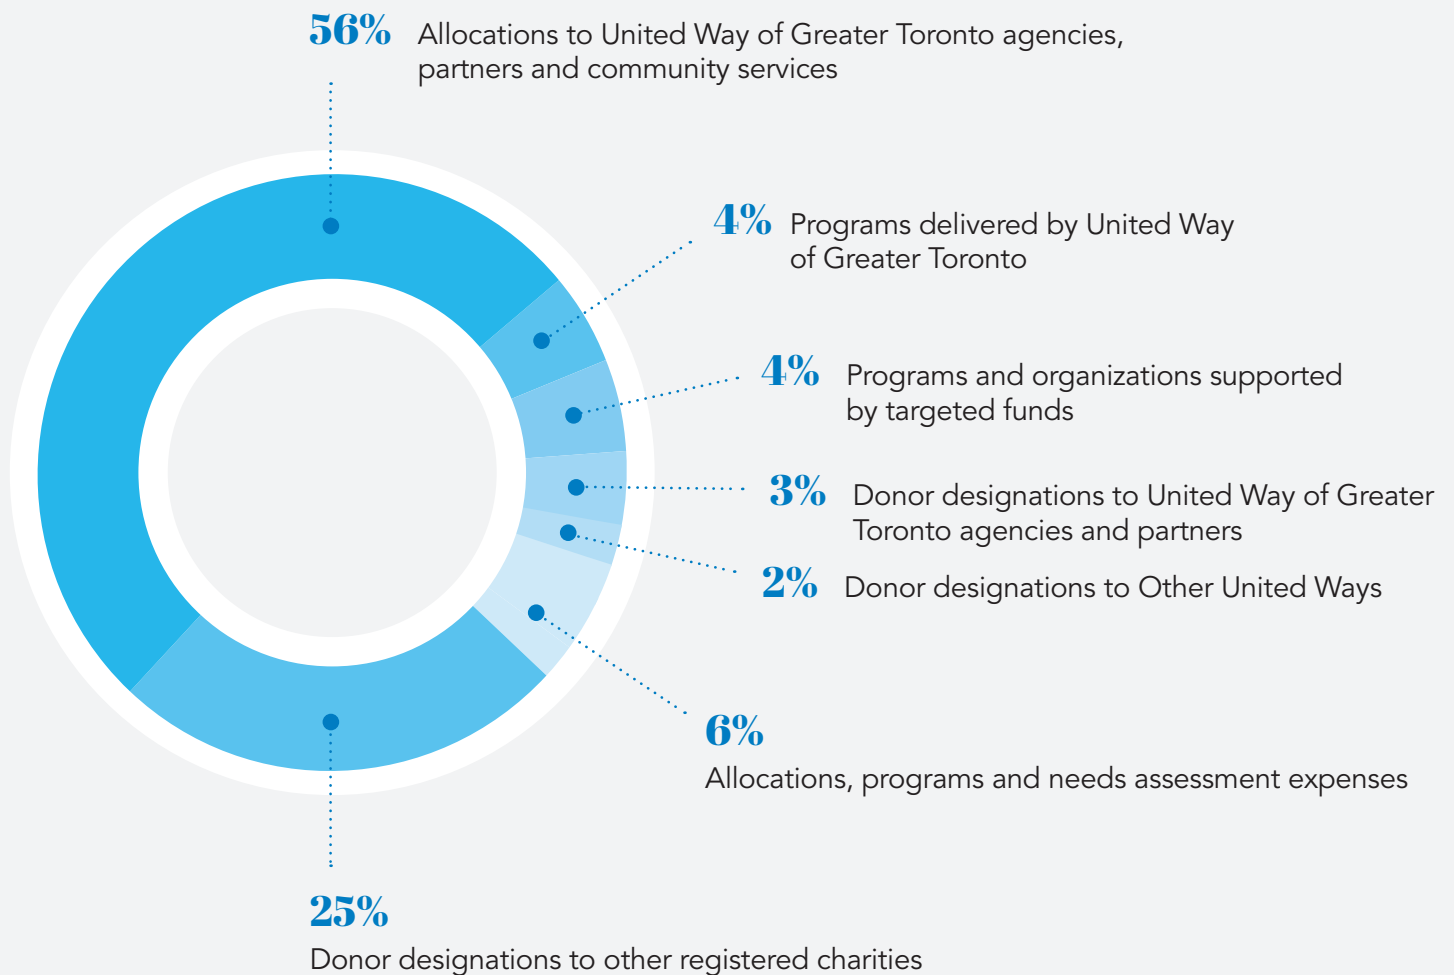 56% Allocations to United Way of Greater Toronto agencies,
partners and community services
4% Programs delivered by United Way
of Greater Toronto
4% Programs and organizations supported
by targeted funds
3% Donor designations to United Way of Greater
Toronto agencies and partners
2% Donor designations to Other United Ways
6%
Allocations, programs and needs assessment expenses
25%
Donor designations to other registered charities